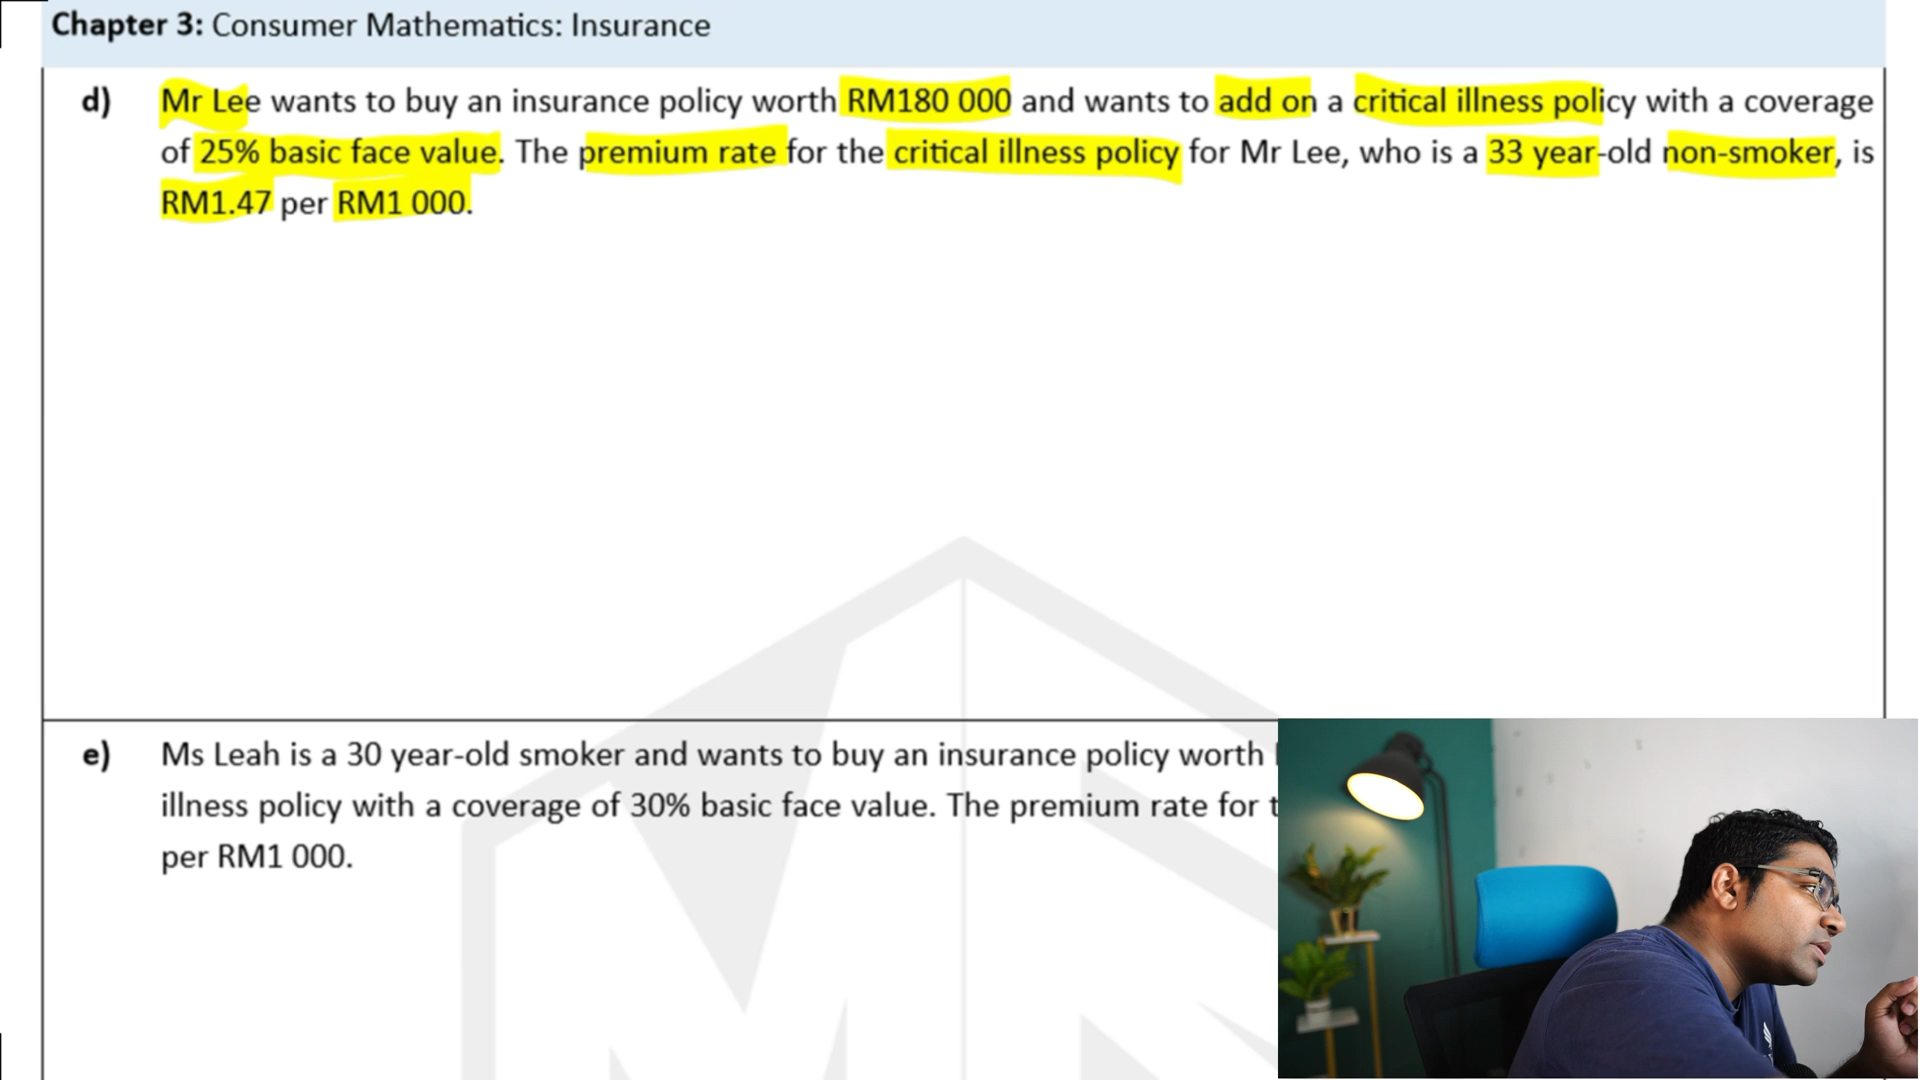 Chapter 3: Consumer Mathematics: Insurance
d) Mr Lee wants to buy an insurance policy worth RM180 000 and wants to add on a critical illness policy with a coverage
of 25% basic face value. The premium rate for the critical illness policy for Mr Lee, who is a 33 year-old non-smoker, is
RM1.47 per RM1 000.
e) Ms Leah is a 30 year-old smoker and wants to buy an insurance policy worth
illness policy with a coverage of 30% basic face value. The premium rate for
per RM1 000.